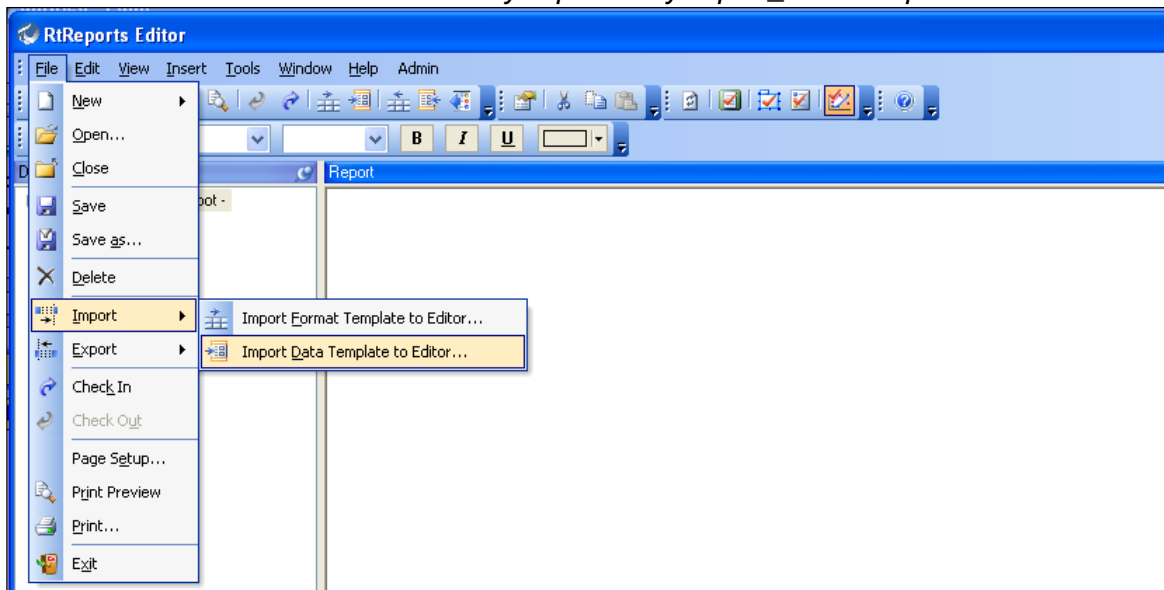 RtReports Editor
File Edit View Insert Tools Window Help Admin
New
Open...
B I U
Close
Report
Save
Save as...
Delete
Import
Import Format Template to Editor...
Export
Import Data Template to Editor...
Check In
Check Out
Page Setup...
Print Preview
Print...
Exit